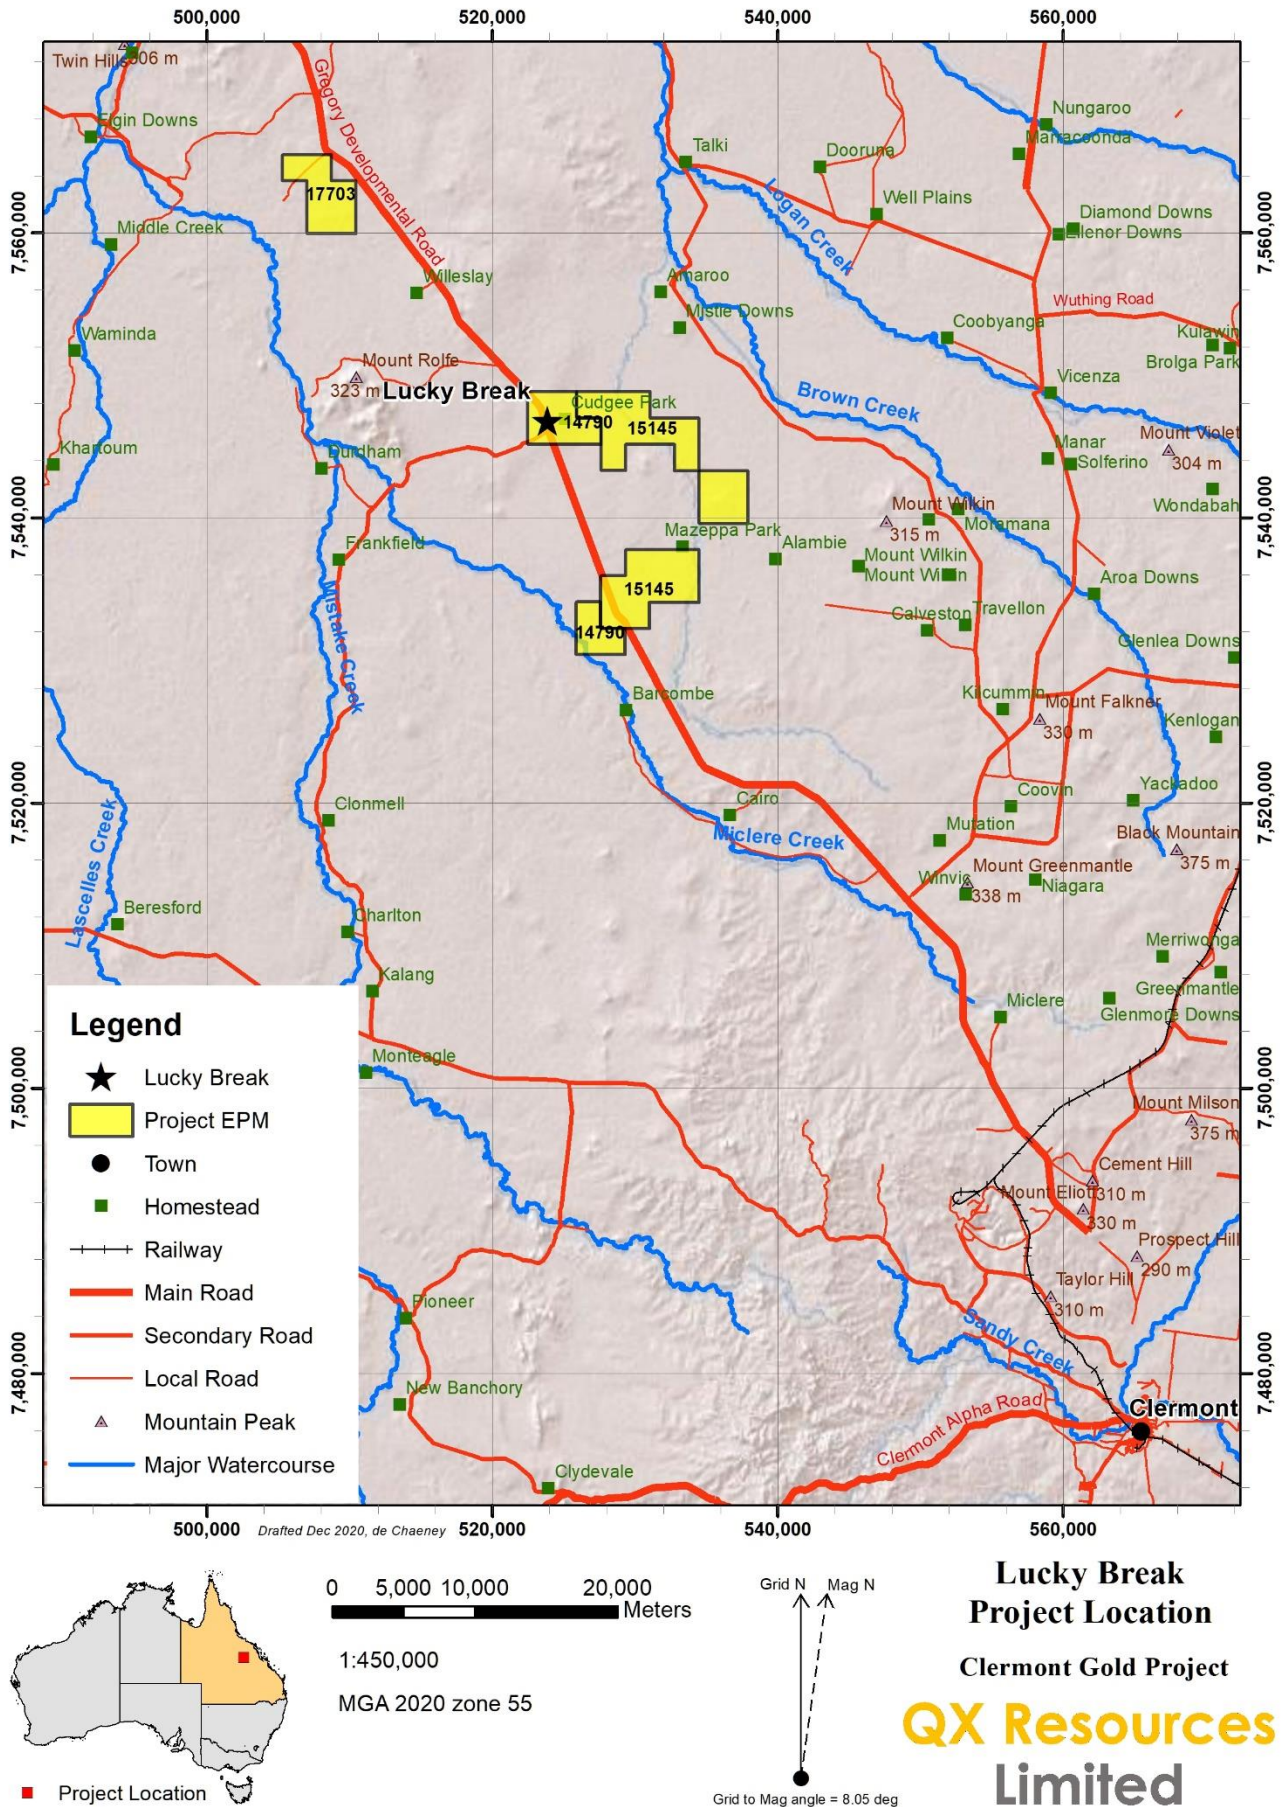 500,000
520,000
540,000
560,000
Twin Hills
506 m
Elgin Downs
Gregory Developmental Road
Nungaroo
Marracoonda
Talki
Dooruna
17703
Logan Creek
Well Plains
Diamond Downs
Ellenor Downs
Middle Creek
7,560,000
7,560,000
Willeslay
Amaroo
Mistle Downs
Wuthing Road
Coobyanga
Kulawin
Brolga Park
Waminda
Mount Rolfe
323 m
Lucky Break
Cudgee Park
14790
15145
Brown Creek
Vicenza
Mount Violet
304 m
Manar
Solferino
Khartoum
Durdham
Wondabah
Mount Wilkin
315 m
Moramana
7,540,000
7,540,000
Mazeppa Park
Alambie
Frankfield
Mount Wilkin
Mount Wilkin
Aroa Downs
15145
14790
Mistake Creek
Galveston
Travellon
Glenlea Downs
Barcombe
Kilcummin
Mount Falkner
330 m
Kenlogan
Lascelles Creek
Clonmell
Cairo
Miclere Creek
Coovin
Yackadoo
7,520,000
7,520,000
Mutation
Black Mountain
375 m
Winvic
Mount Greenmantle
338 m
Niagara
Beresford
Charlton
Merriwonga
Kalang
Greenmantle
Miclere
Glenmore Downs
Legend
Lucky Break
Project EPM
Town
Homestead
Railway
Main Road
Secondary Road
Local Road
Mountain Peak
Major Watercourse
Monteagle
7,500,000
7,500,000
Mount Milson
375 m
Cement Hill
310 m
Mount Eliott
330 m
Prospect Hill
290 m
Taylor Hill
310 m
Pioneer
Sandy Creek
7,480,000
7,480,000
New Banchory
Clermont Alpha Road
Clermont
Clydevale
500,000
Drafted Dec 2020, de Chaeney
520,000
540,000
560,000
0
5,000
10,000
20,000
Meters
1:450,000
MGA 2020 zone 55
Project Location
Grid N
Mag N
Grid to Mag angle = 8.05 deg
Lucky Break
Project Location
Clermont Gold Project
QX Resources
Limited